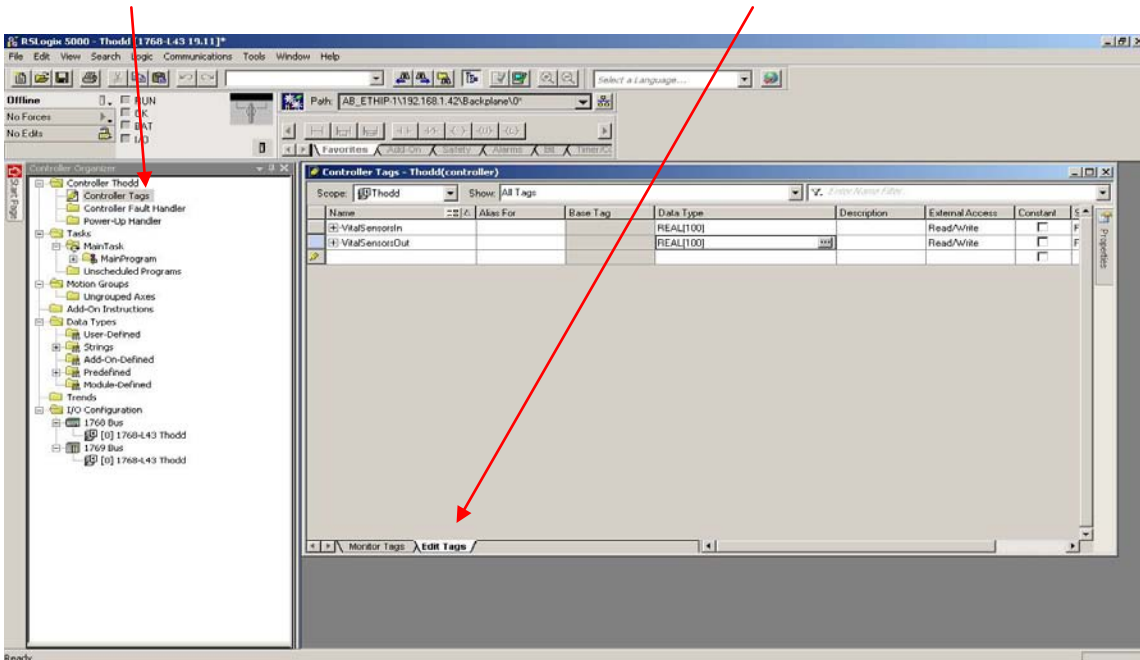 RSLogix 5000 - Thodd [1768-L43 19.11]*
File Edit View Search Logic Communications Tools Window Help
Select a Language...
Offline
RUN
No Forces
OK
No Edits
BAT
I/O
Path: AB_ETHIP-1\192.168.1.42\Backplane\0*
Favorites Add-On Safety Alarms Bit
Start Page
Controller Organizer
Controller Thodd
Controller Tags
Controller Fault Handler
Power-Up Handler
Tasks
MainTask
MainProgram
Unscheduled Programs
Motion Groups
Ungrouped Axes
Add-On Instructions
Data Types
User-Defined
Strings
Add-On-Defined
Predefined
Module-Defined
Trends
I/O Configuration
1768 Bus
[0] 1768-L43 Thodd
1769 Bus
[0] 1768-L43 Thodd
Controller Tags - Thodd(controller)
Scope: Thodd Show: All Tags Enter Name Filter...
Name Alias For Base Tag Data Type Description External Access Constant S
VitalSensorsIn REAL[100] Read/Write F
VitalSensorsOut REAL[100] Read/Write F
Properties
Monitor Tags Edit Tags
Ready